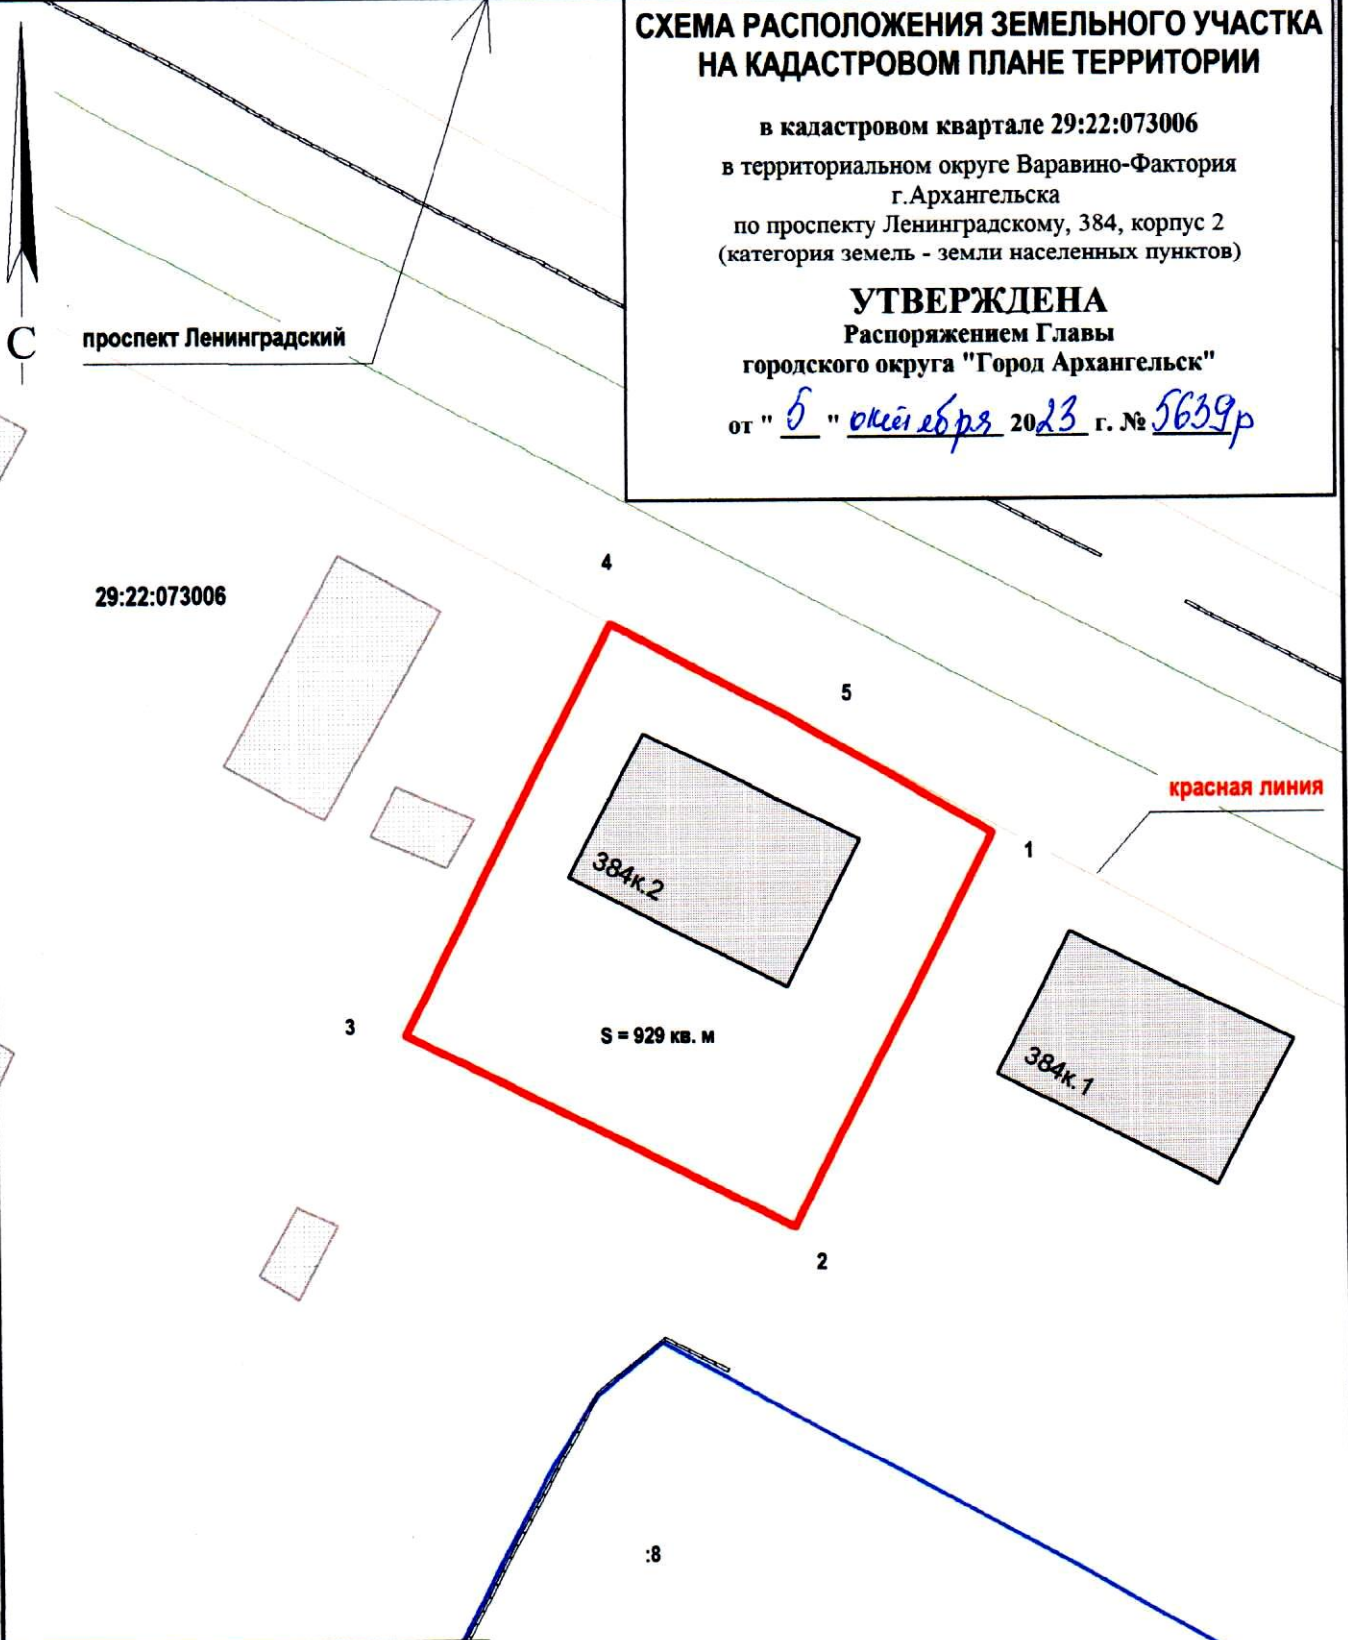 СХЕМА РАСПОЛОЖЕНИЯ ЗЕМЕЛЬНОГО УЧАСТКА
НА КАДАСТРОВОМ ПЛАНЕ ТЕРРИТОРИИ
в кадастровом квартале 29:22:073006
в территориальном округе Варавино-Фактория
г.Архангельска
по проспекту Ленинградскому, 384, корпус 2
(категория земель - земли населенных пунктов)
УТВЕРЖДЕНА
Распоряжением Главы
городского округа "Город Архангельск"
от " 5 " октября 2023 г. № 5639р
С
проспект Ленинградский
29:22:073006
4
5
красная линия
1
384к.2
3
S = 929 кв. м
384к.1
2
:8